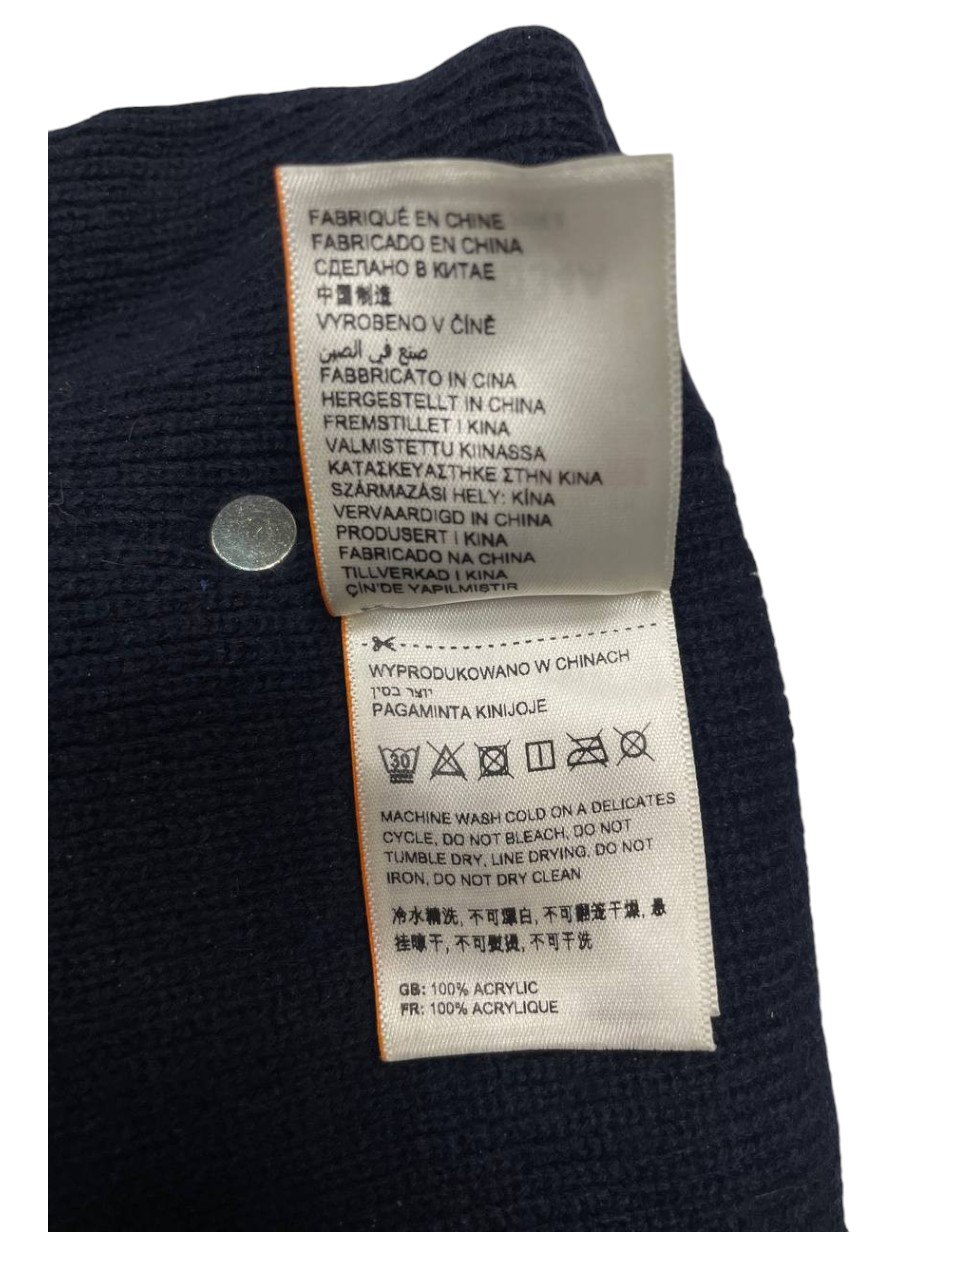 FABRIQUÉ EN CHINE
FABRICADO EN CHINA
СДЕЛАНО В КИТАЕ
中国制造
VYROBENO V ČÍNĚ
صنع في الصين
FABBRICATO IN CINA
HERGESTELLT IN CHINA
FREMSTILLET I KINA
VALMISTETTU KIINASSA
ΚΑΤΑΣΚΕΥΑΣΤΗΚΕ ΣΤΗΝ ΚΙΝΑ
SZÁRMAZÁSI HELY: KÍNA
VERVAARDIGD IN CHINA
PRODUSERT I KINA
FABRICADO NA CHINA
TILLVERKAD I KINA
ÇİN'DE YAPILMIŞTIR
WYPRODUKOWANO W CHINACH
יוצר בסין
PAGAMINTA KINIJOJE
30
MACHINE WASH COLD ON A DELICATES
CYCLE, DO NOT BLEACH, DO NOT
TUMBLE DRY, LINE DRYING, DO NOT
IRON, DO NOT DRY CLEAN
冷水精洗, 不可漂白, 不可翻笼干燥, 悬
挂晾干, 不可熨烫, 不可干洗
GB: 100% ACRYLIC
FR: 100% ACRYLIQUE